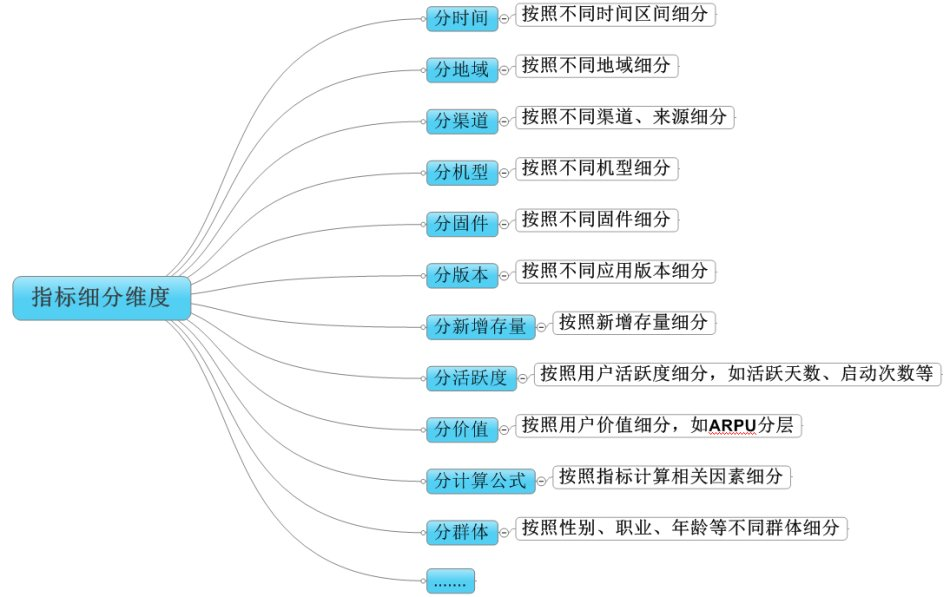 分时间
按照不同时间区间细分
分地域
按照不同地域细分
分渠道
按照不同渠道、来源细分
分机型
按照不同机型细分
分固件
按照不同固件细分
分版本
按照不同应用版本细分
指标细分维度
分新增存量
按照新增存量细分
分活跃度
按照用户活跃度细分，如活跃天数、启动次数等
分价值
按照用户价值细分，如ARPU分层
分计算公式
按照指标计算相关因素细分
分群体
按照性别、职业、年龄等不同群体细分
.......